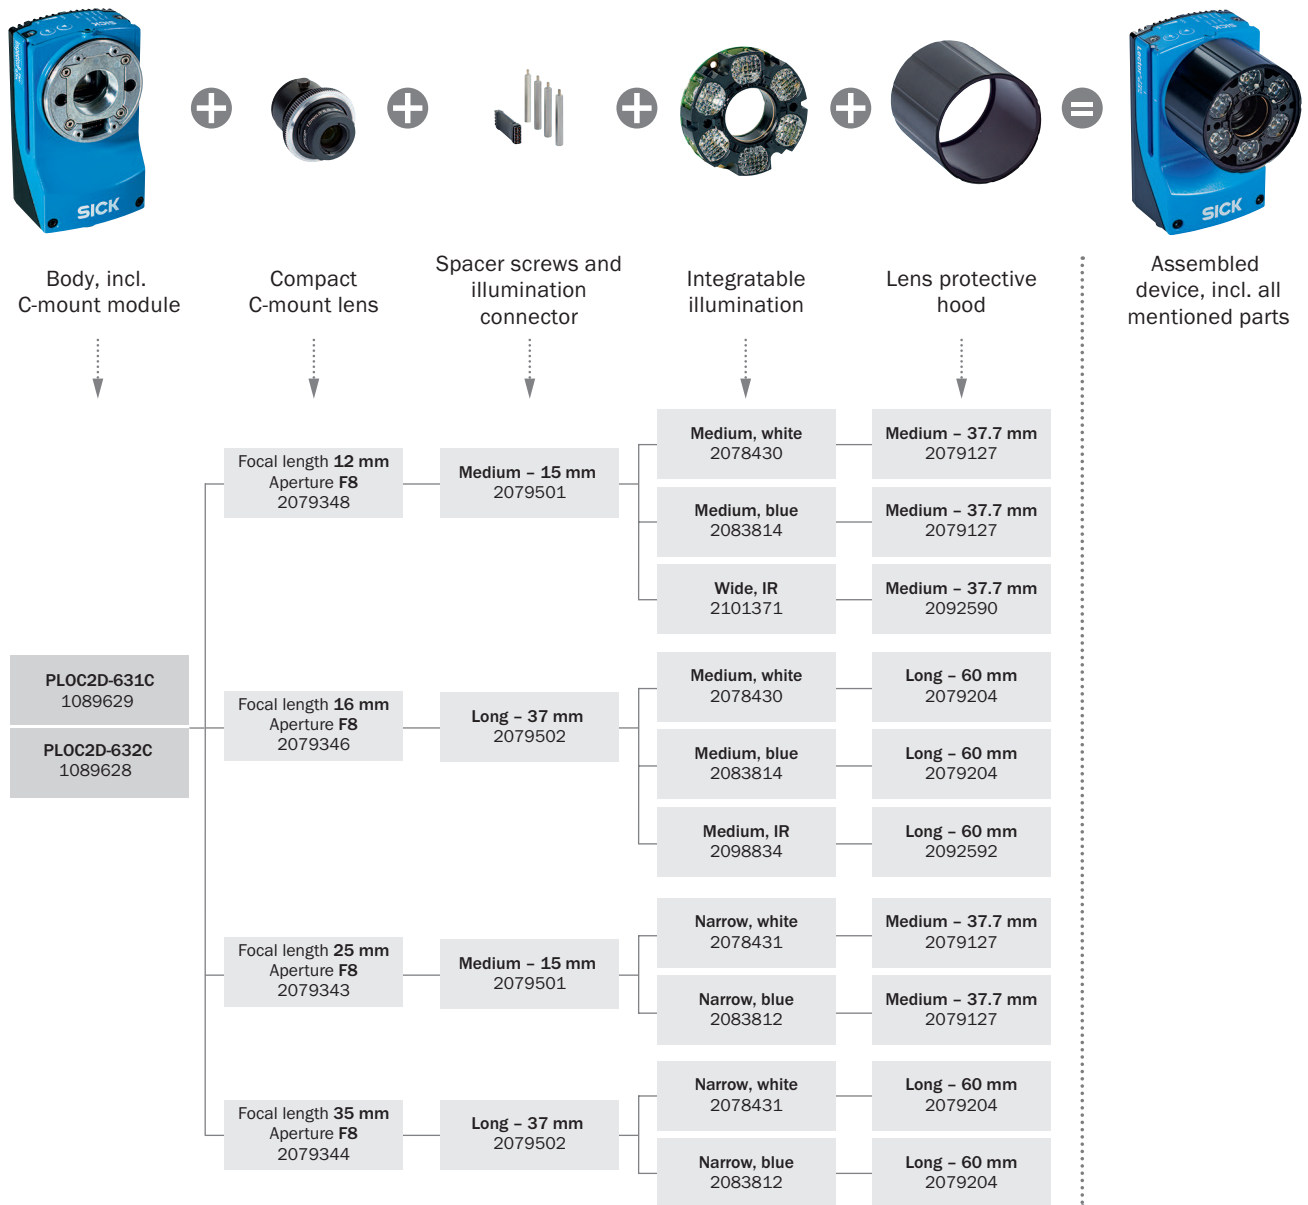 SICK
SICK
SICK
SICK
Body, incl.
C-mount module
Compact
C-mount lens
Spacer screws and
illumination
connector
Integratable
illumination
Lens protective
hood
Assembled
device, incl. all
mentioned parts
PLOC2D-631C
1089629
PLOC2D-632C
1089628
Focal length 12 mm
Aperture F8
2079348
Medium – 15 mm
2079501
Medium, white
2078430
Medium – 37.7 mm
2079127
Medium, blue
2083814
Medium – 37.7 mm
2079127
Wide, IR
2101371
Medium – 37.7 mm
2092590
Focal length 16 mm
Aperture F8
2079346
Long – 37 mm
2079502
Medium, white
2078430
Long – 60 mm
2079204
Medium, blue
2083814
Long – 60 mm
2079204
Medium, IR
2098834
Long – 60 mm
2092592
Focal length 25 mm
Aperture F8
2079343
Medium – 15 mm
2079501
Narrow, white
2078431
Medium – 37.7 mm
2079127
Narrow, blue
2083812
Medium – 37.7 mm
2079127
Focal length 35 mm
Aperture F8
2079344
Long – 37 mm
2079502
Narrow, white
2078431
Long – 60 mm
2079204
Narrow, blue
2083812
Long – 60 mm
2079204